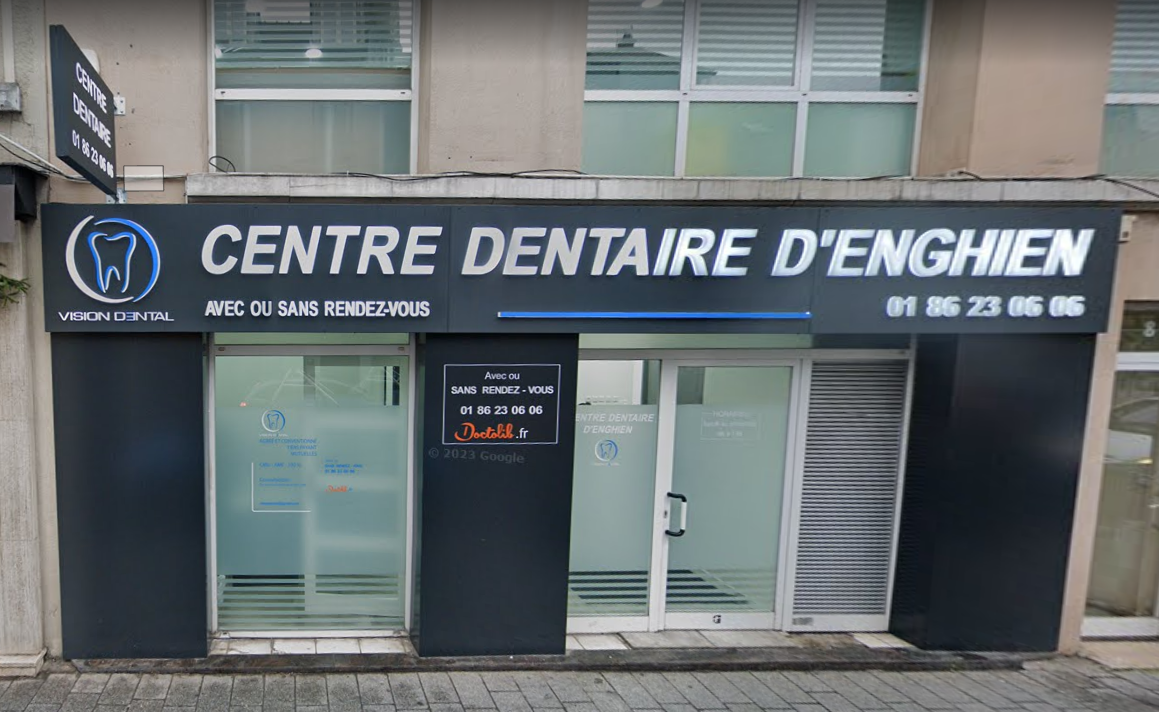 CENTRE
DENTAIRE
01 86 23 06 06
CENTRE DENTAIRE D'ENGHIEN
VISION DENTAL
AVEC OU SANS RENDEZ-VOUS
01 86 23 06 06
Avec ou
SANS RENDEZ - VOUS
01 86 23 06 06
Doctolib.fr
© 2023 Google
CENTRE DENTAIRE
D'ENGHIEN
HORAIRES